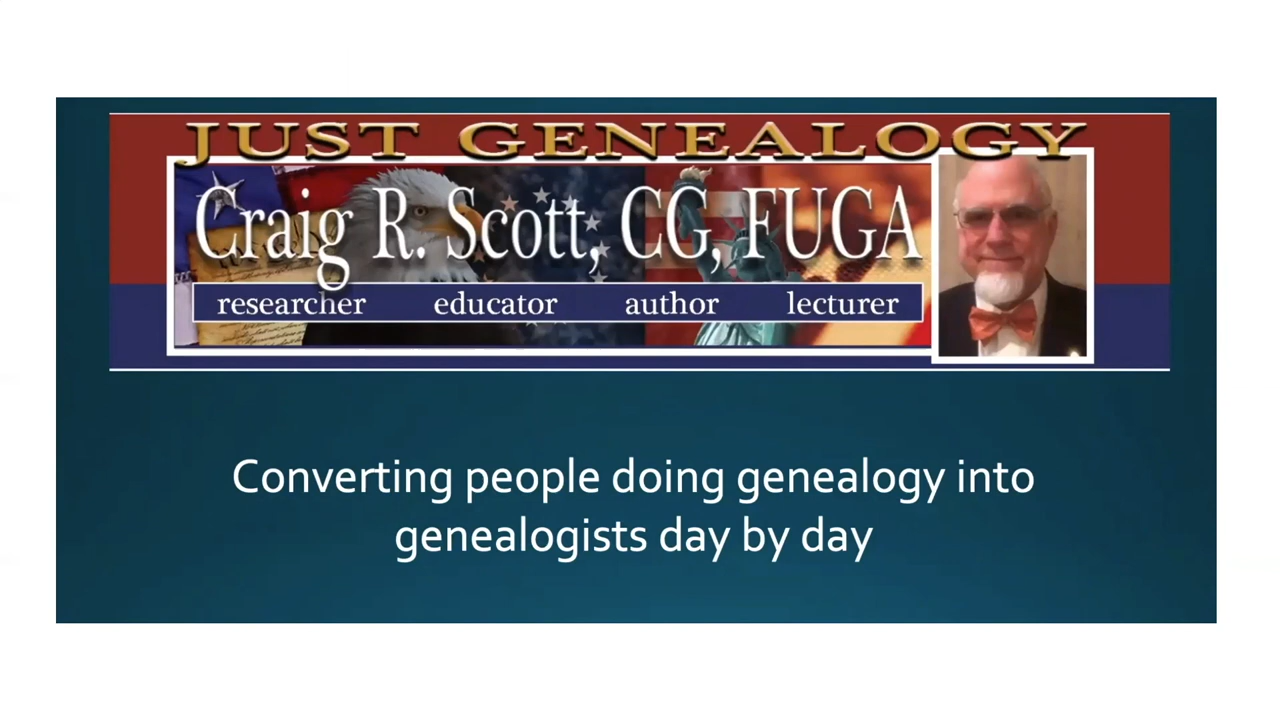 JUST GENEALOGY
Craig R. Scott, CG, FUGA
researcher educator author lecturer
Converting people doing genealogy into
genealogists day by day